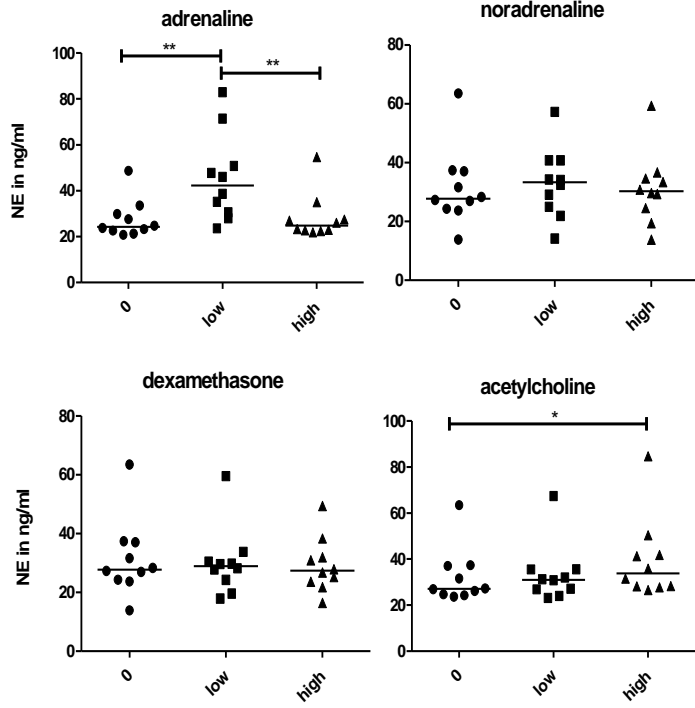 adrenaline
noradrenaline
NE in ng/ml
100
80
60
40
20
0
**
**
0
low
high
80
60
40
20
0
0
low
high
dexamethasone
acetylcholine
NE in ng/ml
80
60
40
20
0
0
low
high
100
80
60
40
20
0
*
0
low
high